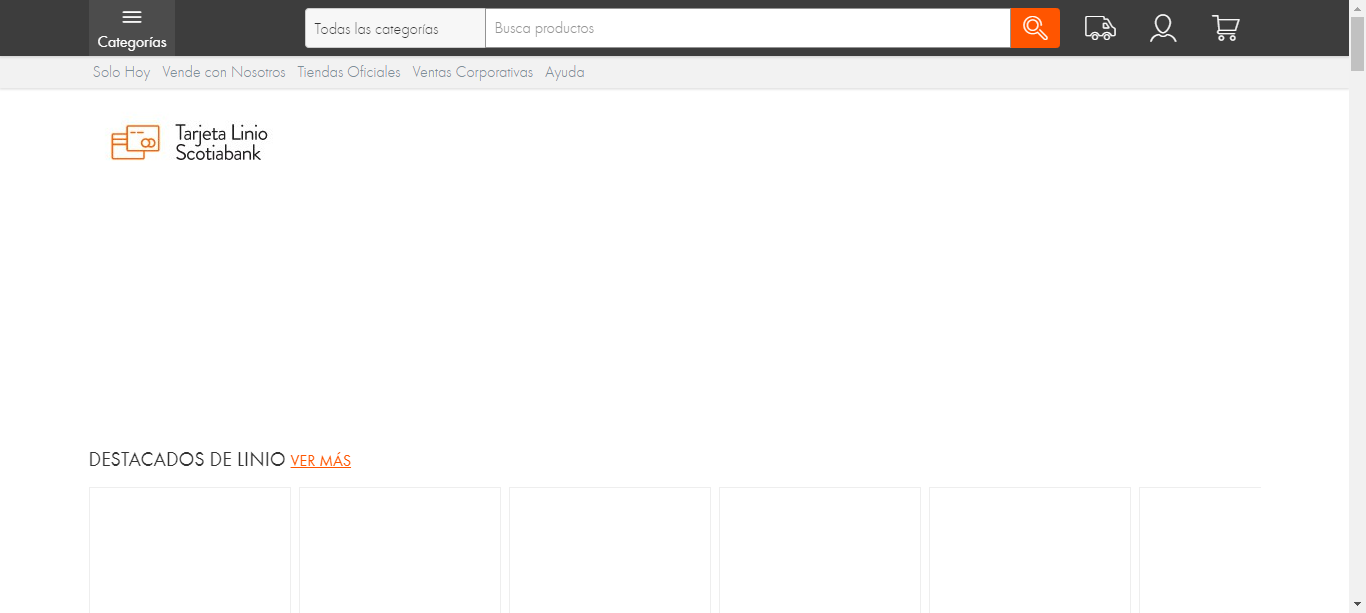 Categorías
Todas las categorías
Busca productos
Solo Hoy Vende con Nosotros Tiendas Oficiales Ventas Corporativas Ayuda
Tarjeta Linio
Scotiabank
DESTACADOS DE LINIO VER MÁS